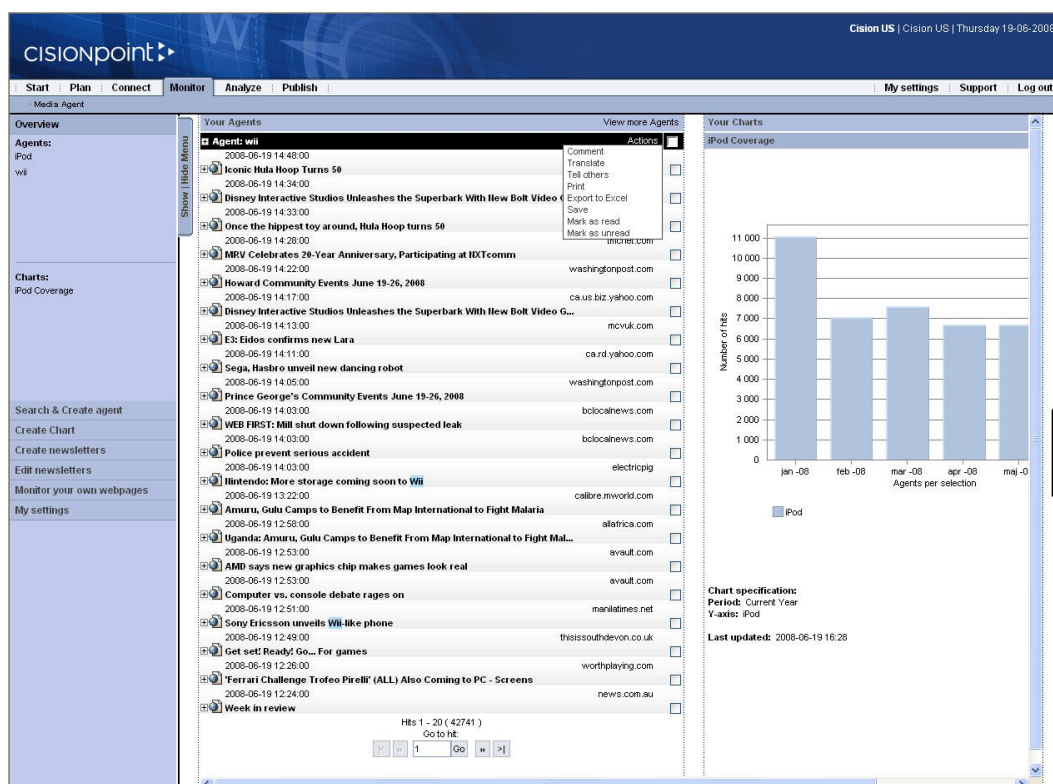 Cision US | Cision US | Thursday 19-06-2008
CISIONPOINT
Start Plan Connect Monitor Analyze Publish My settings Support Log out
· Media Agent
Overview
Agents:
iPod
wii
Charts:
iPod Coverage
Search & Create agent
Create Chart
Create newsletters
Edit newsletters
Monitor your own webpages
My settings
Show | Hide Menu
Your Agents View more Agents
Agent: wii Actions
Comment
Translate
Tell others
Print
Export to Excel
Save
Mark as read
Mark as unread
2008-06-19 14:48:00
Iconic Hula Hoop Turns 50
2008-06-19 14:34:00
Disney Interactive Studios Unleashes the Superbark With New Bolt Video
2008-06-19 14:33:00
Once the hippest toy around, Hula Hoop turns 50
2008-06-19 14:28:00 tmcnet.com
MRV Celebrates 20-Year Anniversary, Participating at NXTcomm
2008-06-19 14:22:00 washingtonpost.com
Howard Community Events June 19-26, 2008
2008-06-19 14:17:00 ca.us.biz.yahoo.com
Disney Interactive Studios Unleashes the Superbark With New Bolt Video G...
2008-06-19 14:13:00 mcvuk.com
E3: Eidos confirms new Lara
2008-06-19 14:11:00 ca.rd.yahoo.com
Sega, Hasbro unveil new dancing robot
2008-06-19 14:05:00 washingtonpost.com
Prince George's Community Events June 19-26, 2008
2008-06-19 14:03:00 bclocalnews.com
WEB FIRST: Mill shut down following suspected leak
2008-06-19 14:03:00 bclocalnews.com
Police prevent serious accident
2008-06-19 14:03:00 electricpig
Nintendo: More storage coming soon to Wii
2008-06-19 13:22:00 calibre.mworld.com
Amuru, Gulu Camps to Benefit From Map International to Fight Malaria
2008-06-19 12:58:00 allafrica.com
Uganda: Amuru, Gulu Camps to Benefit From Map International to Fight Mal...
2008-06-19 12:53:00 avault.com
AMD says new graphics chip makes games look real
2008-06-19 12:53:00 avault.com
Computer vs. console debate rages on
2008-06-19 12:51:00 manilatimes.net
Sony Ericsson unveils Wii-like phone
2008-06-19 12:49:00 thisissouthdevon.co.uk
Get set! Ready! Go... For games
2008-06-19 12:26:00 worthplaying.com
'Ferrari Challenge Trofeo Pirelli' (ALL) Also Coming to PC - Screens
2008-06-19 12:24:00 news.com.au
Week in review
Hits 1 - 20 ( 42741 )
Go to hit:
|< « 1 Go » >|
Your Charts
iPod Coverage
Number of hits
11 000
10 000
9 000
8 000
7 000
6 000
5 000
4 000
3 000
2 000
1 000
0
jan -08 feb -08 mar -08 apr -08 maj -0
Agents per selection
iPod
Chart specification:
Period: Current Year
Y-axis: iPod
Last updated: 2008-06-19 16:28